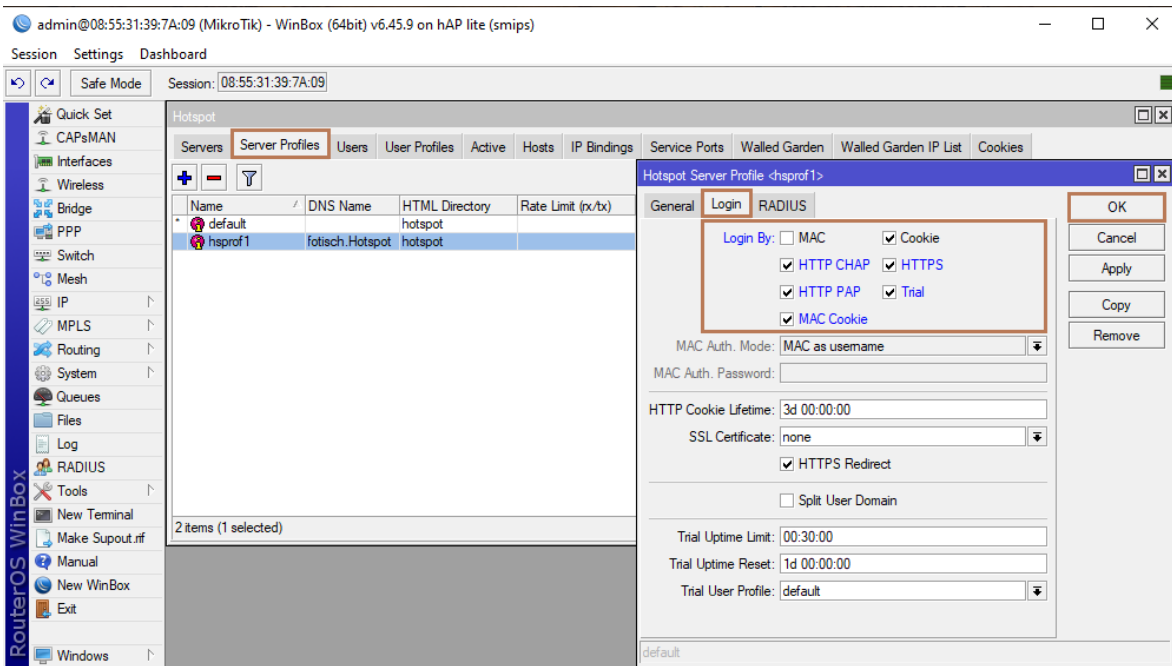 admin@08:55:31:39:7A:09 (MikroTik) - WinBox (64bit) v6.45.9 on hAP lite (smips)
Session Settings Dashboard
Safe Mode Session: 08:55:31:39:7A:09
Quick Set
CAPsMAN
Interfaces
Wireless
Bridge
PPP
Switch
Mesh
IP
MPLS
Routing
System
Queues
Files
Log
RADIUS
Tools
New Terminal
Make Supout.rif
Manual
New WinBox
Exit
Windows
RouterOS WinBox
Hotspot
Servers Server Profiles Users User Profiles Active Hosts IP Bindings Service Ports Walled Garden Walled Garden IP List Cookies
Name / DNS Name HTML Directory Rate Limit (rx/tx)
* default hotspot
hsprof1 fotisch.Hotspot hotspot
2 items (1 selected)
Hotspot Server Profile <hsprof1>
General Login RADIUS
Login By: MAC Cookie
HTTP CHAP HTTPS
HTTP PAP Trial
MAC Cookie
MAC Auth. Mode: MAC as username
MAC Auth. Password:
HTTP Cookie Lifetime: 3d 00:00:00
SSL Certificate: none
HTTPS Redirect
Split User Domain
Trial Uptime Limit: 00:30:00
Trial Uptime Reset: 1d 00:00:00
Trial User Profile: default
default
OK
Cancel
Apply
Copy
Remove